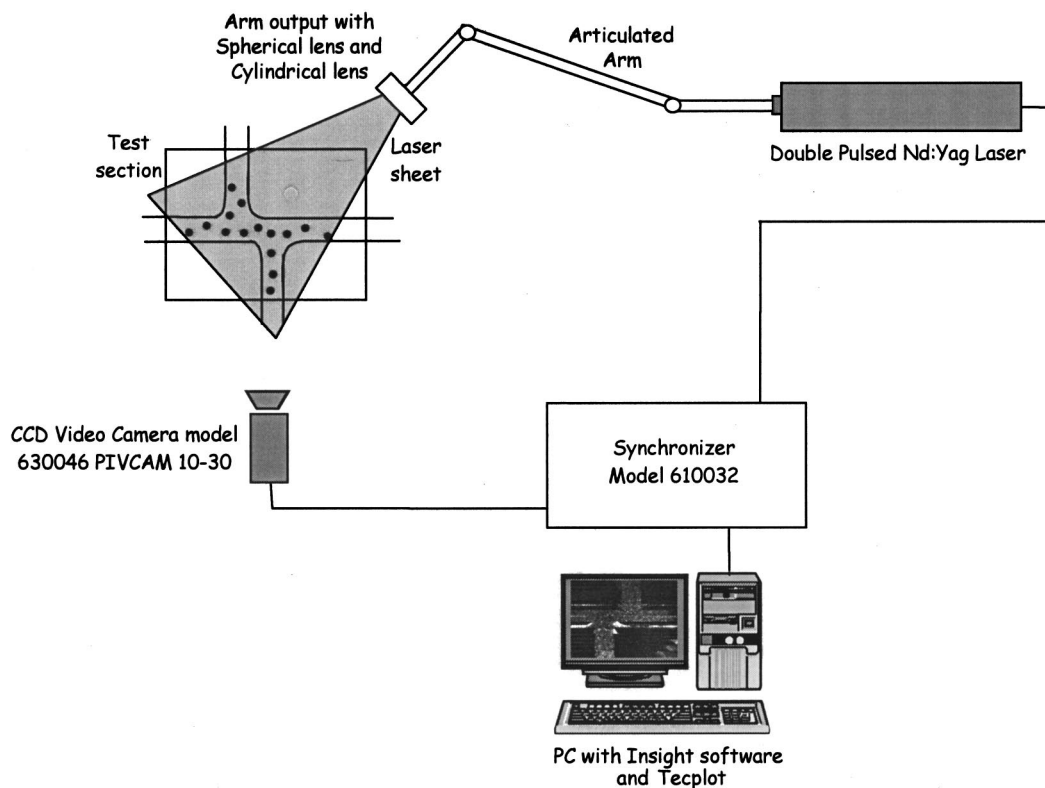 Arm output with
Spherical lens and
Cylindrical lens
Articulated
Arm
Test
section
Laser
sheet
Double Pulsed Nd:Yag Laser
CCD Video Camera model
630046 PIVCAM 10-30
Synchronizer
Model 610032
PC with Insight software
and Tecplot